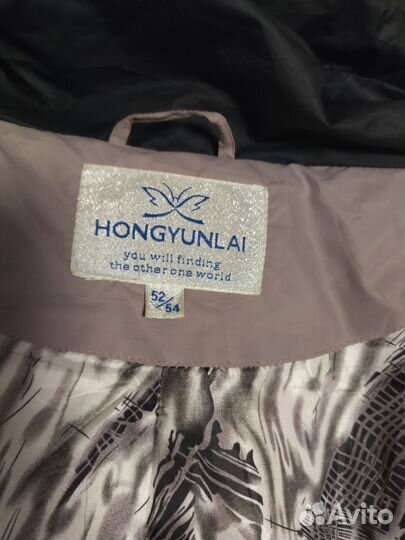 HONGYUNLAI
you will finding
the other one world
52/54
Avito